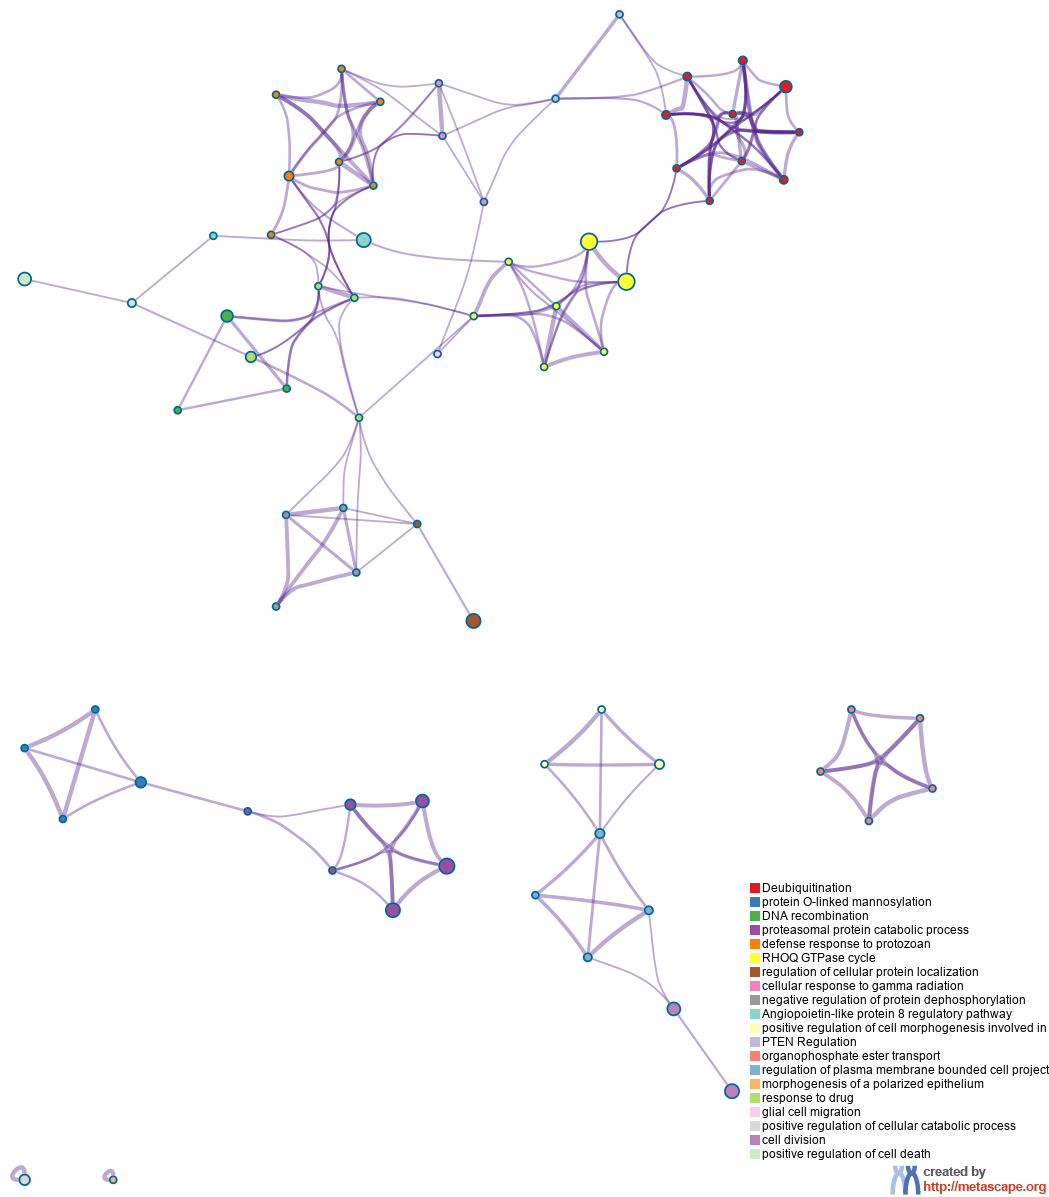 Deubiquitination
protein O-linked mannosylation
DNA recombination
proteasomal protein catabolic process
defense response to protozoan
RHOQ GTPase cycle
regulation of cellular protein localization
cellular response to gamma radiation
negative regulation of protein dephosphorylation
Angiopoietin-like protein 8 regulatory pathway
positive regulation of cell morphogenesis involved in
PTEN Regulation
organophosphate ester transport
regulation of plasma membrane bounded cell project
morphogenesis of a polarized epithelium
response to drug
glial cell migration
positive regulation of cellular catabolic process
cell division
positive regulation of cell death
created by
http://metascape.org